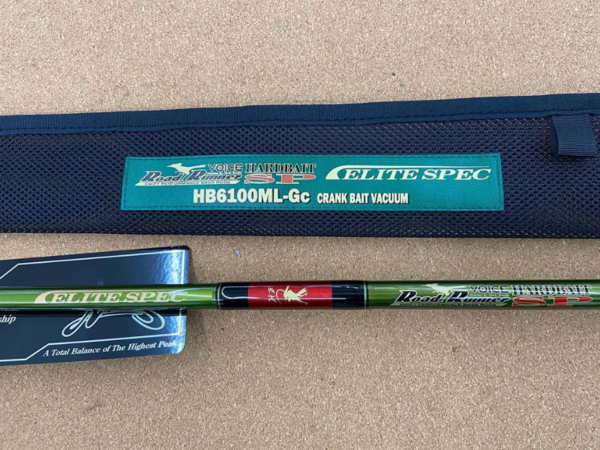 VOICE HARDBAIT
Road Runner SP ELITE SPEC
HB6100ML-Gc CRANK BAIT VACUUM
ELITE SPEC
VOICE HARDBAIT
Road Runner SP
ship
A Total Balance of The Highest Peak